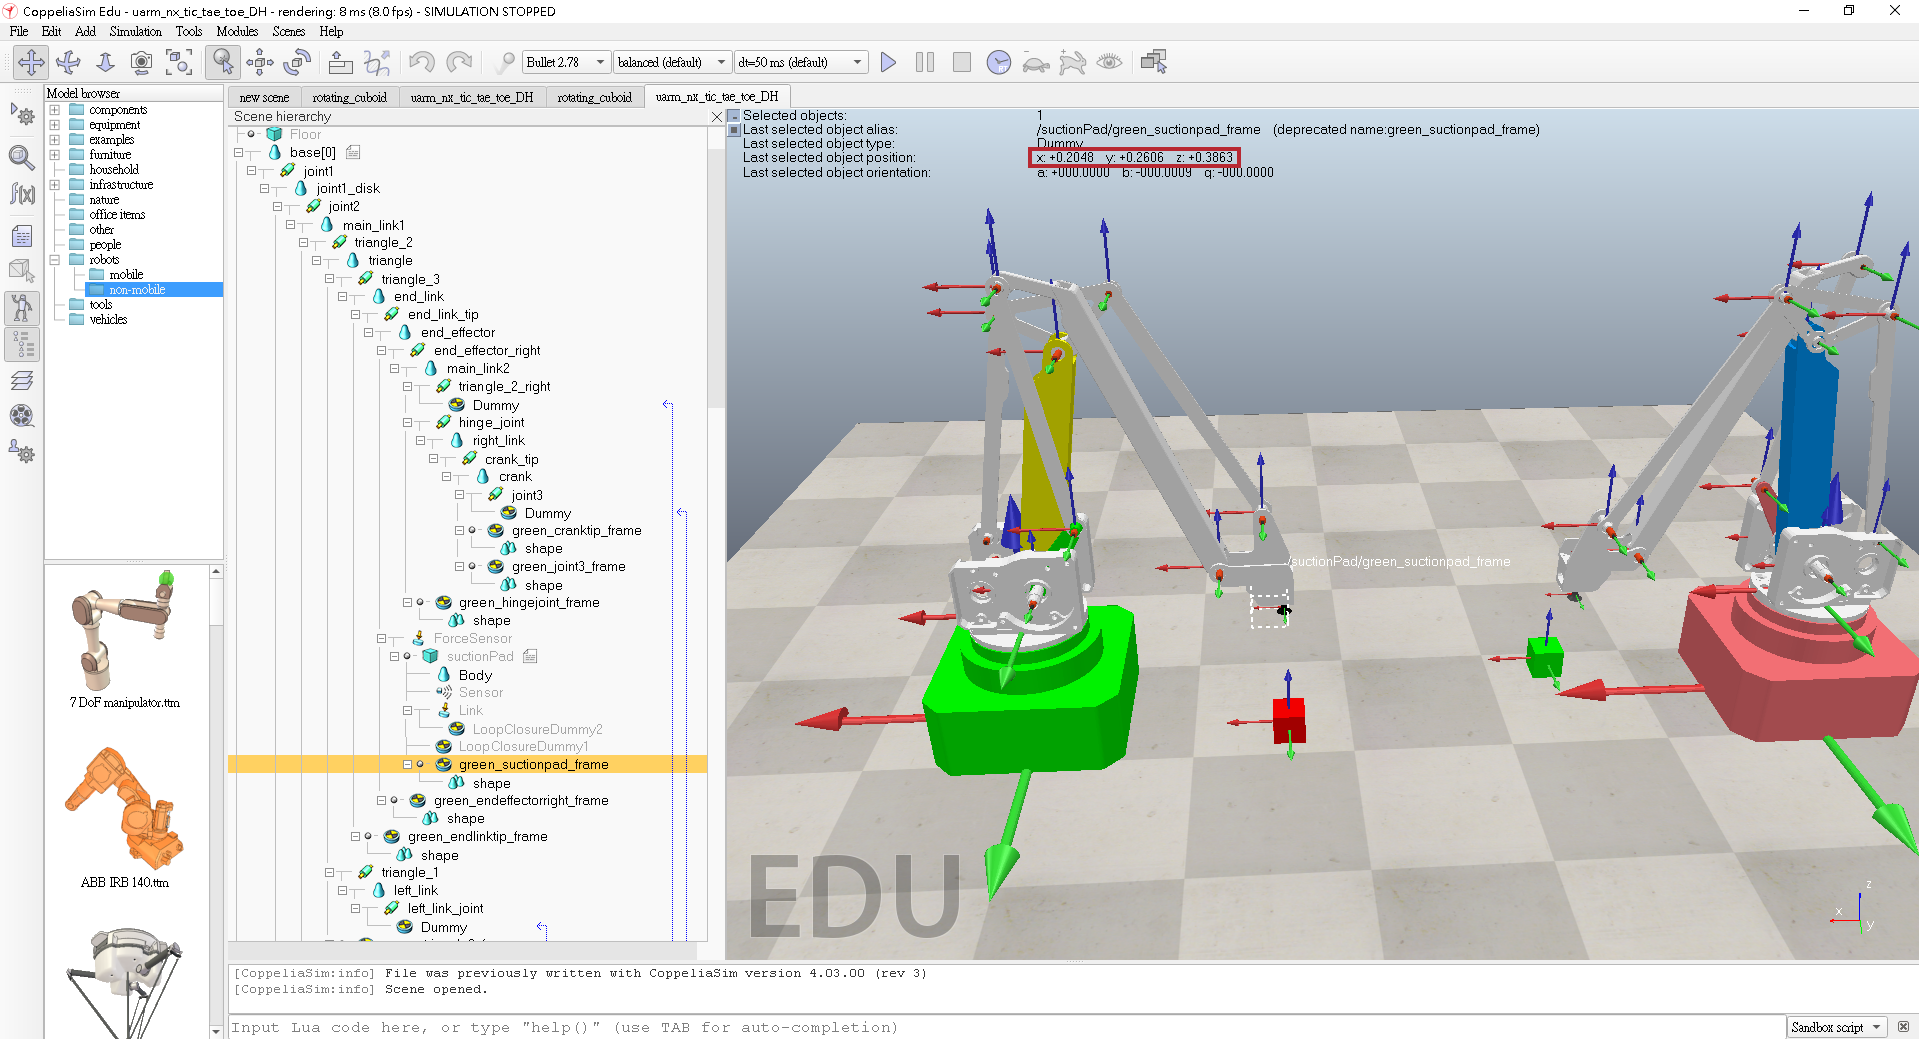 CoppeliaSim Edu - uarm_nx_tic_tae_toe_DH - rendering: 8 ms (8.0 fps) - SIMULATION STOPPED
File Edit Add Simulation Tools Modules Scenes Help
Bullet 2.78 balanced (default) dt=50 ms (default)
RT
f(x)
Model browser
components
equipment
examples
furniture
household
infrastructure
nature
office items
other
people
robots
mobile
non-mobile
tools
vehicles
7 DoF manipulator.ttm
ABB IRB 140.ttm
new scene rotating_cuboid uarm_nx_tic_tae_toe_DH rotating_cuboid uarm_nx_tic_tae_toe_DH
Scene hierarchy
Floor
base[0]
joint1
joint1_disk
joint2
main_link1
triangle_2
triangle
triangle_3
end_link
end_link_tip
end_effector
end_effector_right
main_link2
triangle_2_right
Dummy
hinge_joint
right_link
crank_tip
crank
joint3
Dummy
green_cranktip_frame
shape
green_joint3_frame
shape
green_hingejoint_frame
shape
ForceSensor
suctionPad
Body
Sensor
Link
LoopClosureDummy2
LoopClosureDummy1
green_suctionpad_frame
shape
green_endeffectorright_frame
shape
green_endlinktip_frame
shape
triangle_1
left_link
left_link_joint
Dummy
Selected objects: 1
Last selected object alias: /suctionPad/green_suctionpad_frame (deprecated name:green_suctionpad_frame)
Last selected object type: Dummy
Last selected object position: x: +0.2048 y: +0.2606 z: +0.3863
Last selected object orientation: a: +000.0000 b: -000.0009 q: -000.0000
/suctionPad/green_suctionpad_frame
EDU
z
x
y
[CoppeliaSim:info] File was previously written with CoppeliaSim version 4.03.00 (rev 3)
[CoppeliaSim:info] Scene opened.
Input Lua code here, or type "help()" (use TAB for auto-completion)
Sandbox script